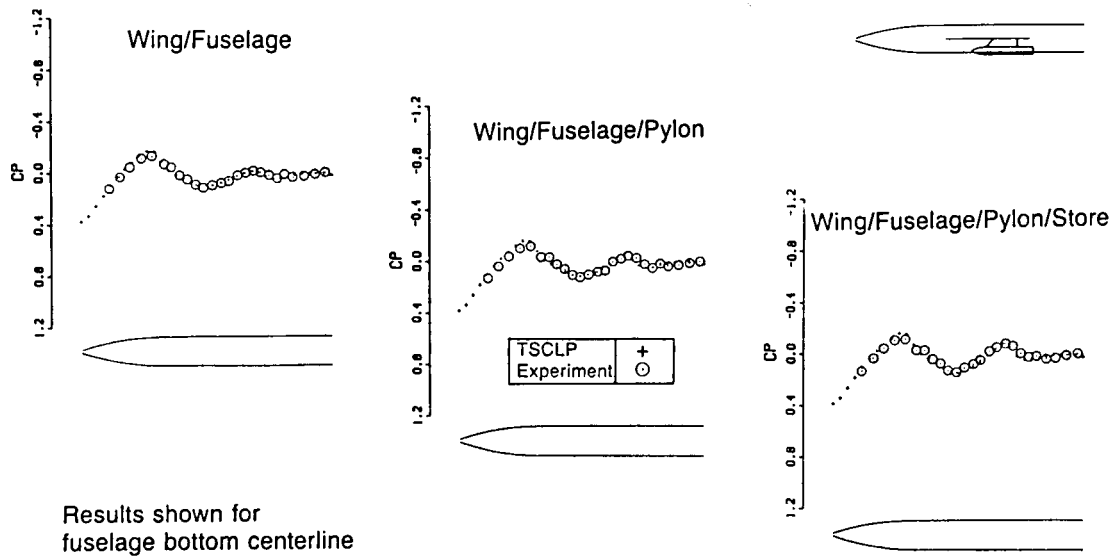 Wing/Fuselage
-1.2
-0.8
-0.4
0.0
0.4
0.8
1.2
CP
Wing/Fuselage/Pylon
-1.2
-0.8
-0.4
0.0
0.4
0.8
1.2
CP
TSCLP +
Experiment ⊙
Wing/Fuselage/Pylon/Store
-1.2
-0.8
-0.4
0.0
0.4
0.8
1.2
CP
Results shown for
fuselage bottom centerline